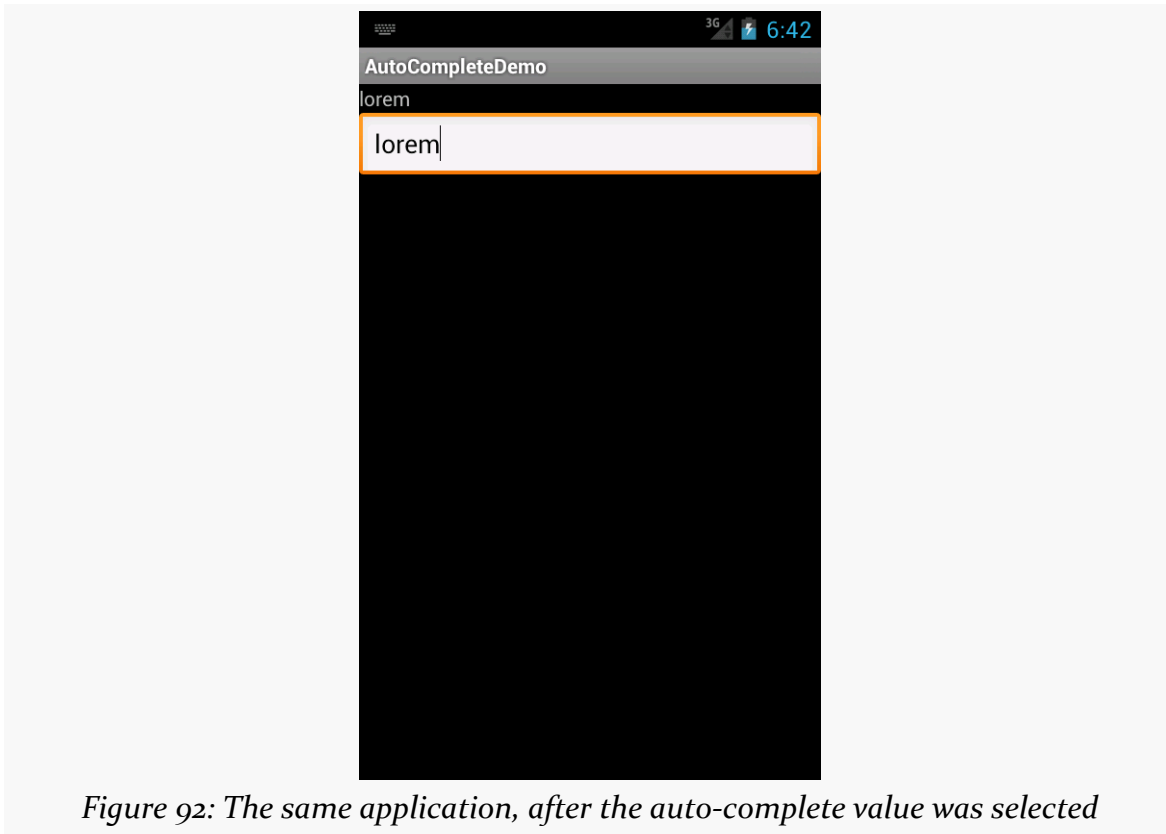 3G 6:42
AutoCompleteDemo
lorem
lorem
Figure 92: The same application, after the auto-complete value was selected